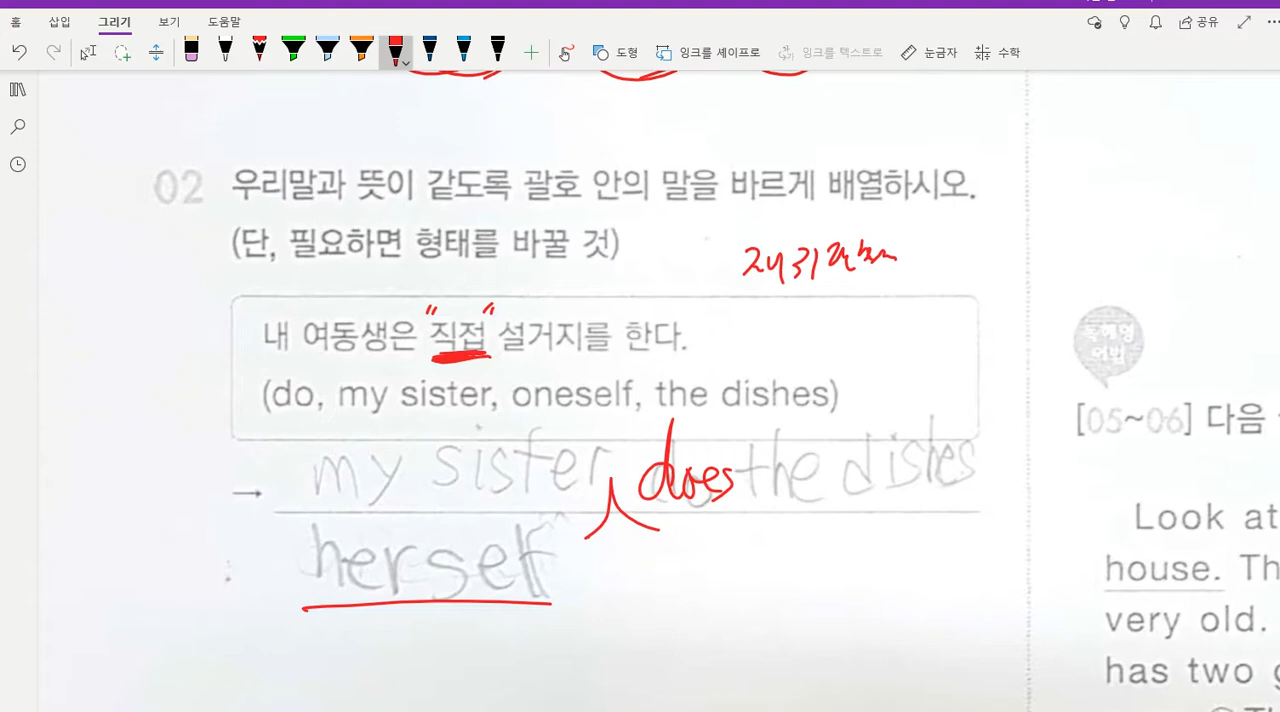 홈 삽입 그리기 보기 도움말
공유
도형 잉크를 셰이프로 잉크를 텍스트로 눈금자 수학
02 우리말과 뜻이 같도록 괄호 안의 말을 바르게 배열하시오.
(단, 필요하면 형태를 바꿀 것)
내 여동생은 "직접" 설거지를 한다.
(do, my sister, oneself, the dishes)
→ my sister does the dishes
herself
[05~06] 다음
Look at
house. Th
very old.
has two g